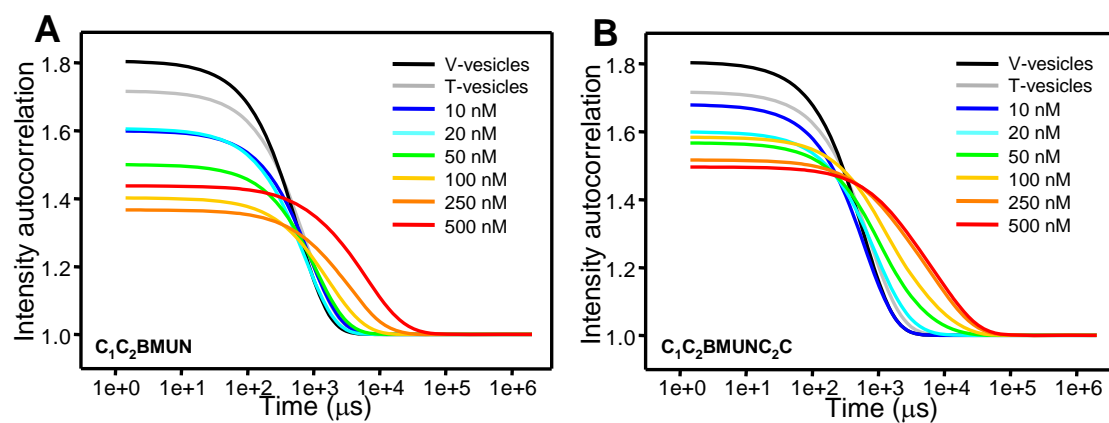 A
Intensity autocorrelation
1.8
1.6
1.4
1.2
1.0
V-vesicles
T-vesicles
10 nM
20 nM
50 nM
100 nM
250 nM
500 nM
C₁C₂BMUN
1e+0 1e+1 1e+2 1e+3 1e+4 1e+5 1e+6
Time (μs)
B
Intensity autocorrelation
1.8
1.6
1.4
1.2
1.0
V-vesicles
T-vesicles
10 nM
20 nM
50 nM
100 nM
250 nM
500 nM
C₁C₂BMUNC₂C
1e+0 1e+1 1e+2 1e+3 1e+4 1e+5 1e+6
Time (μs)